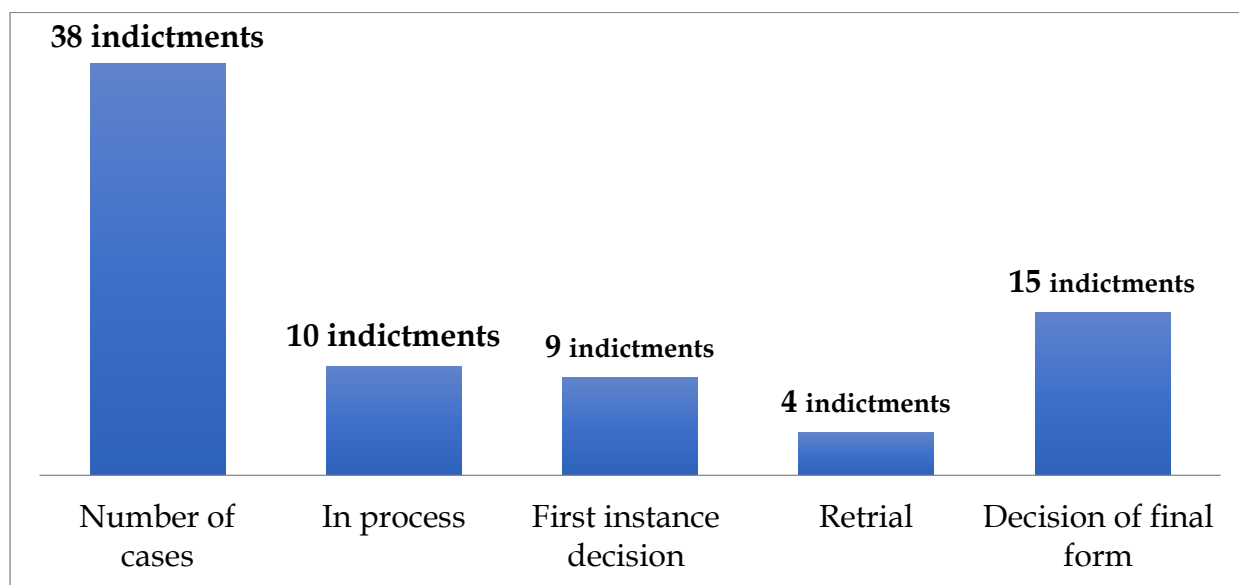 38 indictments
10 indictments
9 indictments
4 indictments
15 indictments
Number of
cases
In process
First instance
decision
Retrial
Decision of final
form